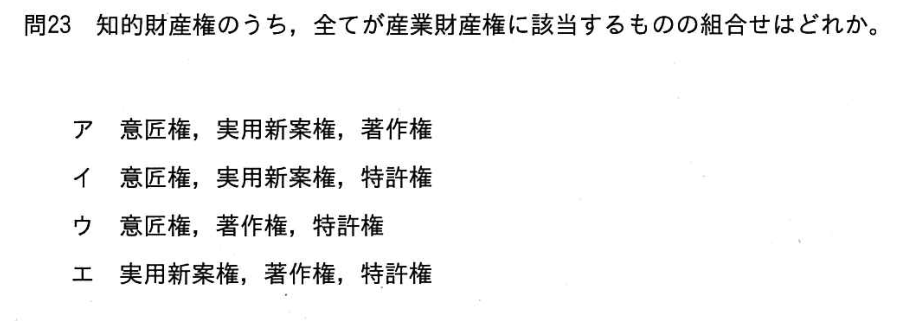 問23　知的財産権のうち，全てが産業財産権に該当するものの組合せはどれか。
ア　意匠権，実用新案権，著作権
イ　意匠権，実用新案権，特許権
ウ　意匠権，著作権，特許権
エ　実用新案権，著作権，特許権